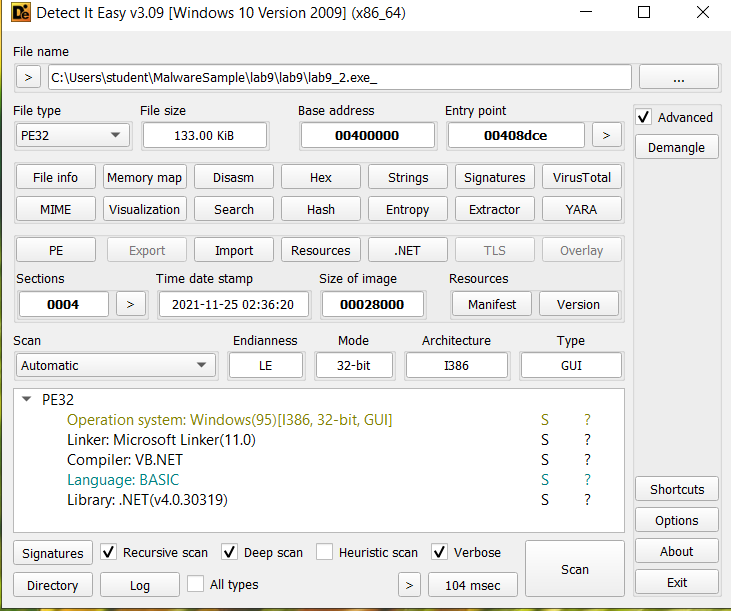 Detect It Easy v3.09 [Windows 10 Version 2009] (x86_64)
File name
> C:\Users\student\MalwareSample\lab9\lab9\lab9_2.exe_ ...
File type File size Base address Entry point Advanced
PE32 133.00 KiB 00400000 00408dce > Demangle
File info Memory map Disasm Hex Strings Signatures VirusTotal
MIME Visualization Search Hash Entropy Extractor YARA
PE Export Import Resources .NET TLS Overlay
Sections Time date stamp Size of image Resources
0004 > 2021-11-25 02:36:20 00028000 Manifest Version
Scan Endianness Mode Architecture Type
Automatic LE 32-bit I386 GUI
PE32
Operation system: Windows(95)[I386, 32-bit, GUI] S ?
Linker: Microsoft Linker(11.0) S ?
Compiler: VB.NET S ?
Language: BASIC S ?
Library: .NET(v4.0.30319) S ?
Shortcuts
Options
Signatures Recursive scan Deep scan Heuristic scan Verbose Scan About
Directory Log All types > 104 msec Exit